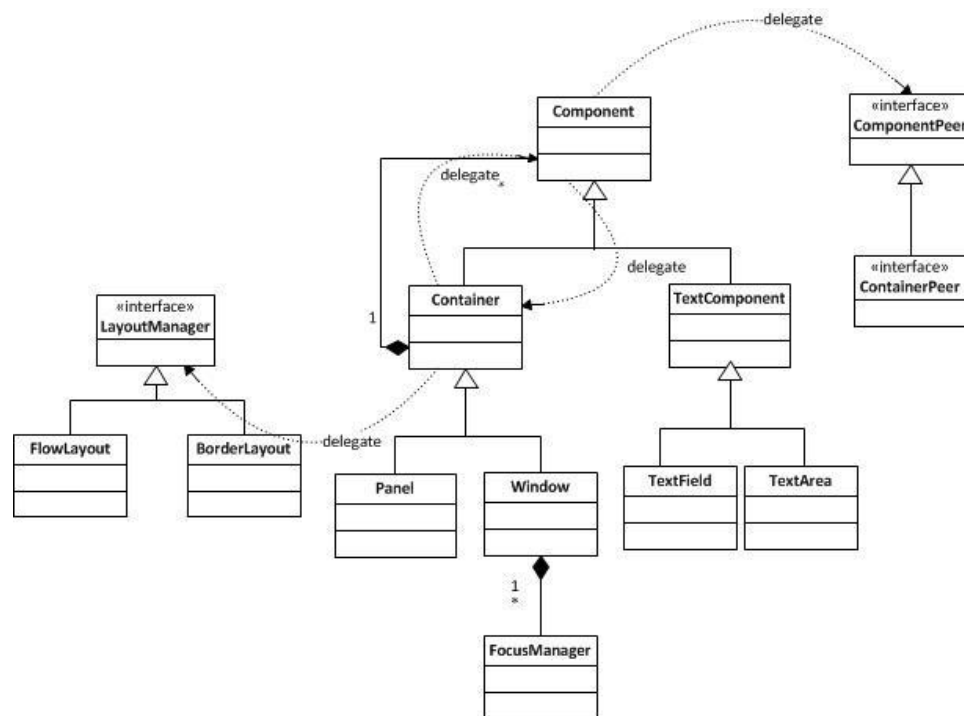 delegate
Component
«interface»
ComponentPeer
delegate
*
delegate
«interface»
ContainerPeer
Container
TextComponent
«interface»
LayoutManager
1
delegate
FlowLayout
BorderLayout
Panel
Window
TextField
TextArea
1
*
FocusManager